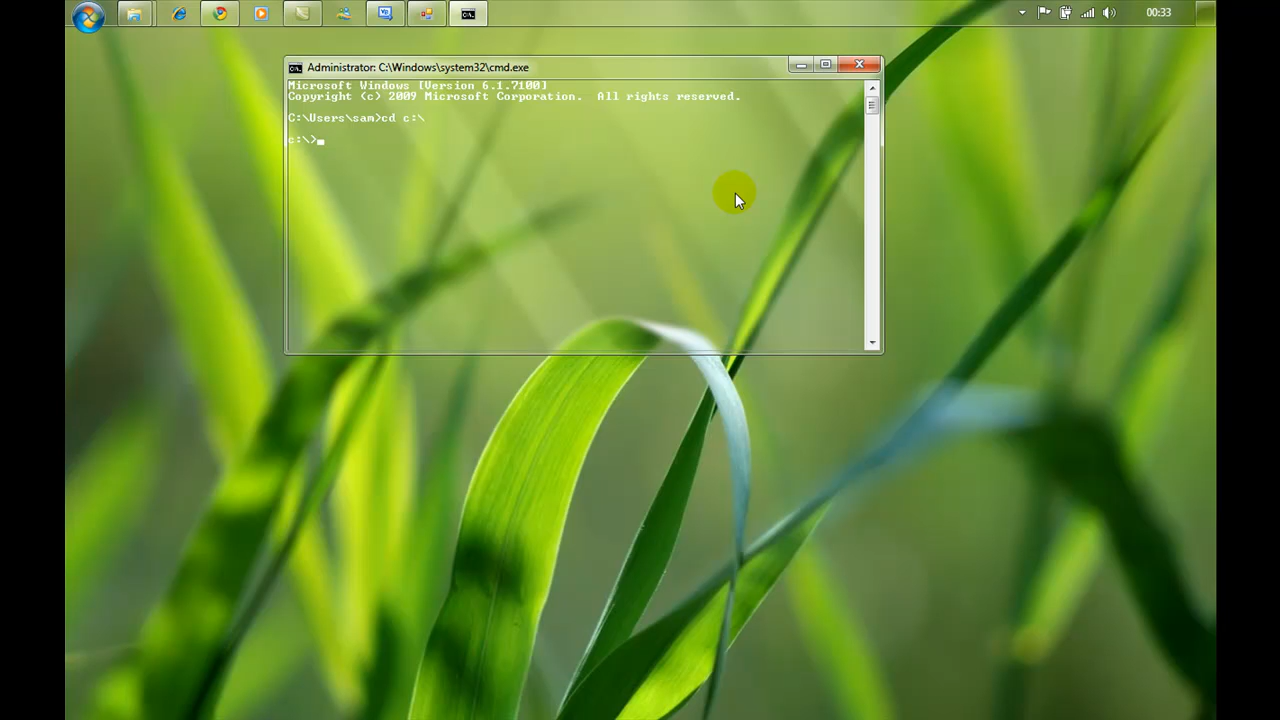 00:33
Administrator: C:\Windows\system32\cmd.exe
Microsoft Windows [Version 6.1.7100]
Copyright (c) 2009 Microsoft Corporation.  All rights reserved.
C:\Users\sam>cd c:\
c:\>